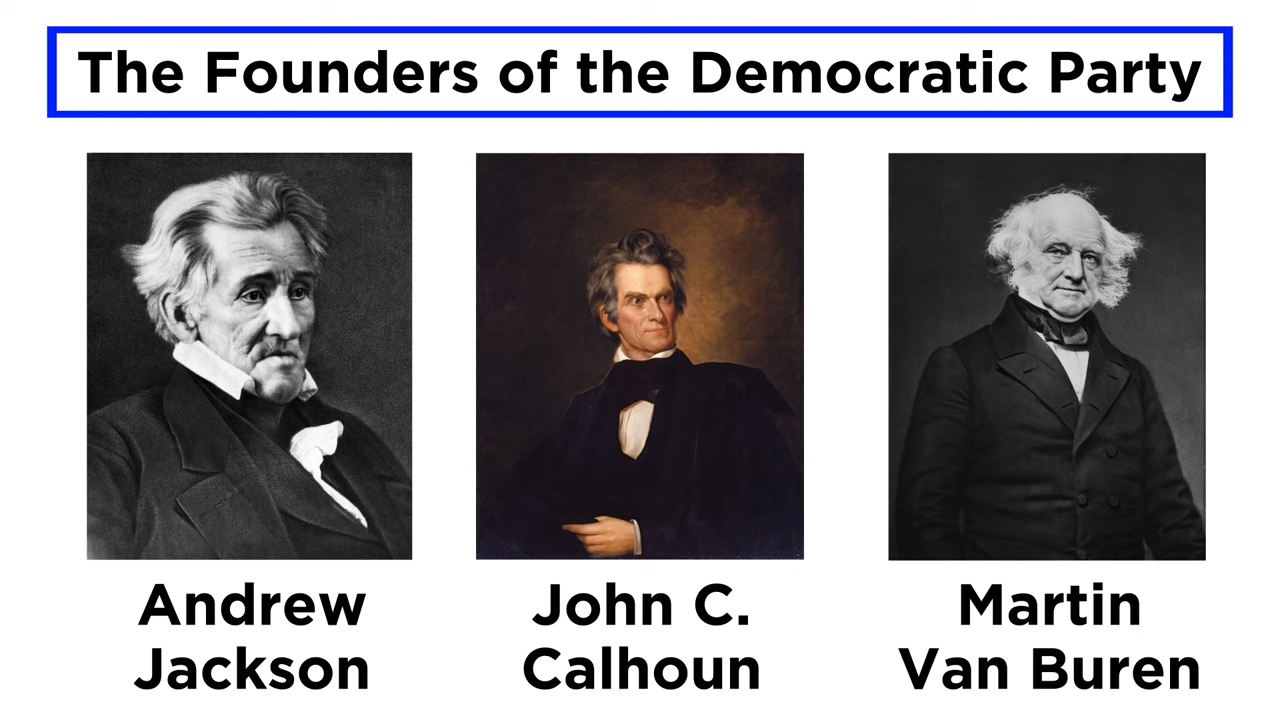 The Founders of the Democratic Party
Andrew
Jackson
John C.
Calhoun
Martin
Van Buren